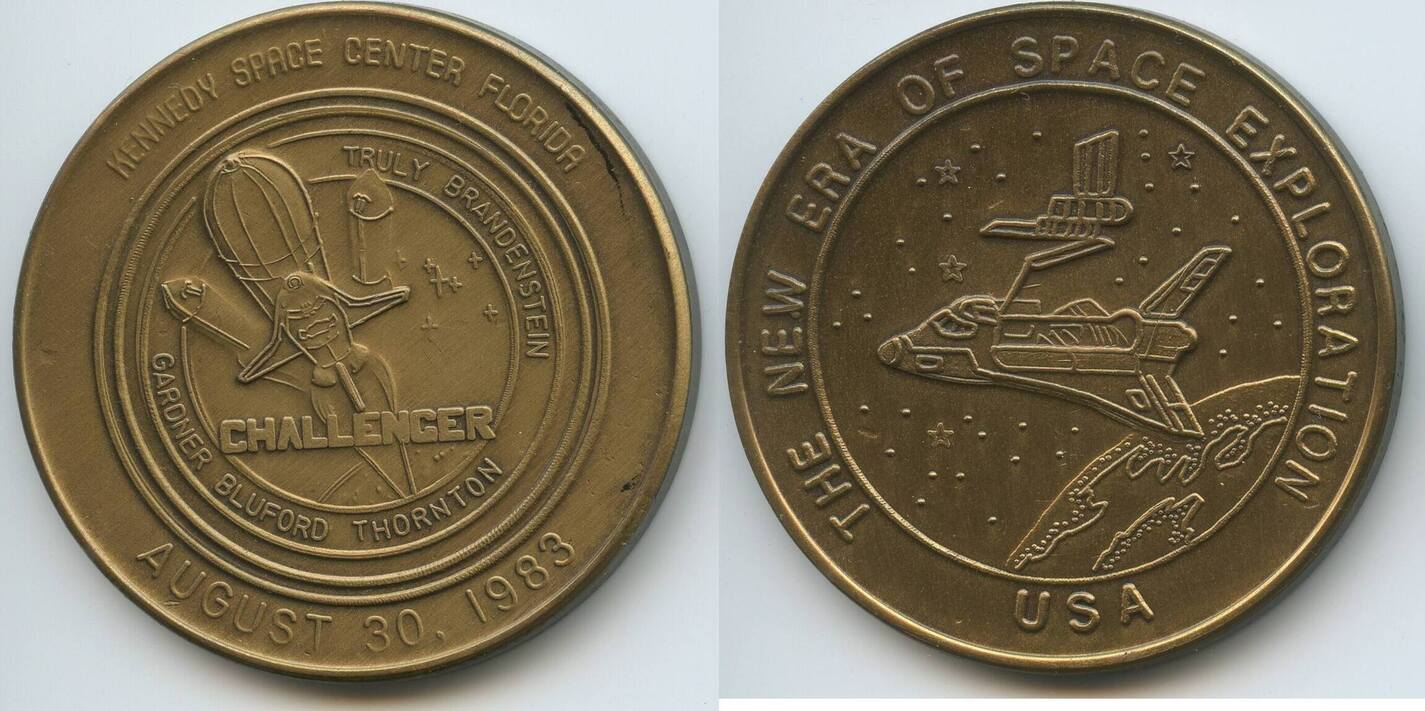 KENNEDY SPACE CENTER FLORIDA
TRULY BRANDENSTEIN
CHALLENGER
GARDNER BLUFORD THORNTON
AUGUST 30, 1983
THE NEW ERA OF SPACE EXPLORATION
USA